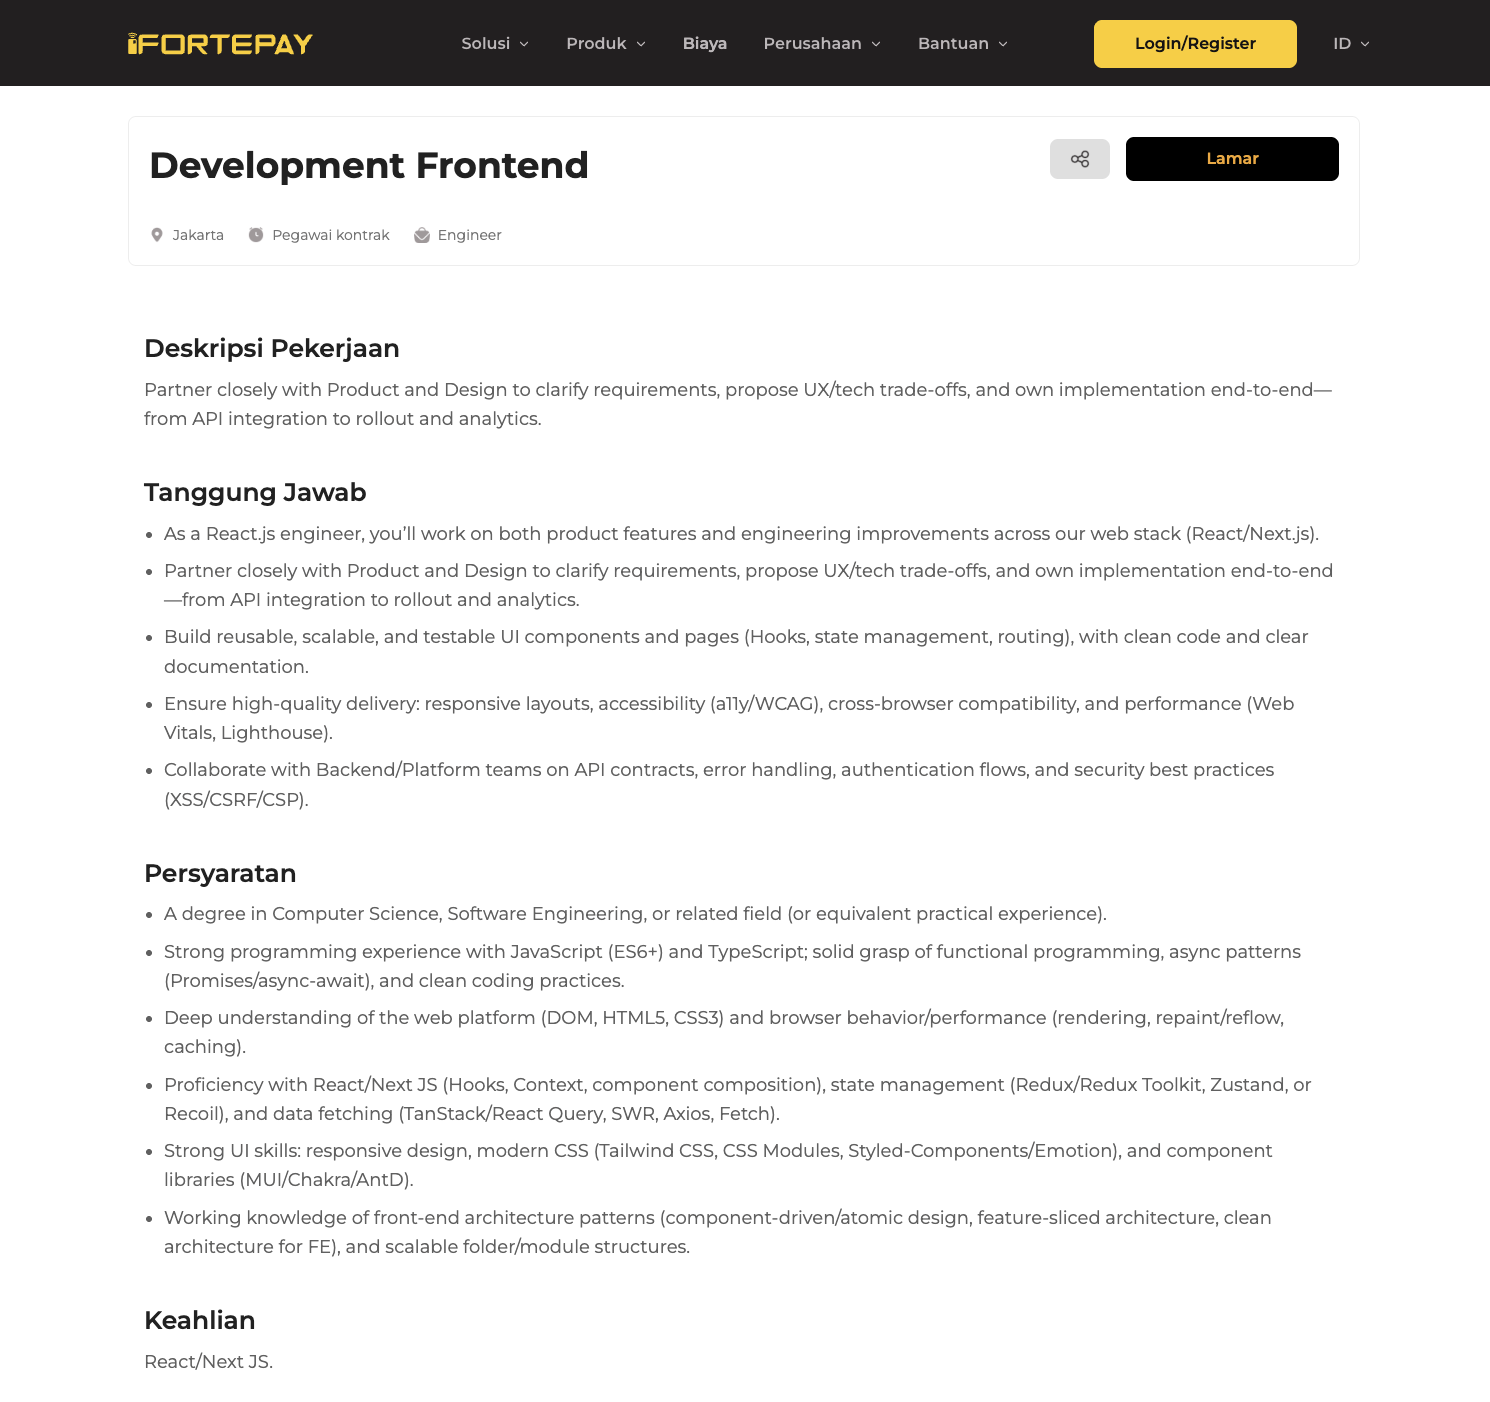 iFORTEPAY
Solusi
Produk
Biaya
Perusahaan
Bantuan
Login/Register
ID
Development Frontend
Lamar
Jakarta
Pegawai kontrak
Engineer
Deskripsi Pekerjaan
Partner closely with Product and Design to clarify requirements, propose UX/tech trade-offs, and own implementation end-to-end—
from API integration to rollout and analytics.
Tanggung Jawab
• As a React.js engineer, you’ll work on both product features and engineering improvements across our web stack (React/Next.js).
• Partner closely with Product and Design to clarify requirements, propose UX/tech trade-offs, and own implementation end-to-end
—from API integration to rollout and analytics.
• Build reusable, scalable, and testable UI components and pages (Hooks, state management, routing), with clean code and clear
documentation.
• Ensure high-quality delivery: responsive layouts, accessibility (a11y/WCAG), cross-browser compatibility, and performance (Web
Vitals, Lighthouse).
• Collaborate with Backend/Platform teams on API contracts, error handling, authentication flows, and security best practices
(XSS/CSRF/CSP).
Persyaratan
• A degree in Computer Science, Software Engineering, or related field (or equivalent practical experience).
• Strong programming experience with JavaScript (ES6+) and TypeScript; solid grasp of functional programming, async patterns
(Promises/async-await), and clean coding practices.
• Deep understanding of the web platform (DOM, HTML5, CSS3) and browser behavior/performance (rendering, repaint/reflow,
caching).
• Proficiency with React/Next JS (Hooks, Context, component composition), state management (Redux/Redux Toolkit, Zustand, or
Recoil), and data fetching (TanStack/React Query, SWR, Axios, Fetch).
• Strong UI skills: responsive design, modern CSS (Tailwind CSS, CSS Modules, Styled-Components/Emotion), and component
libraries (MUI/Chakra/AntD).
• Working knowledge of front-end architecture patterns (component-driven/atomic design, feature-sliced architecture, clean
architecture for FE), and scalable folder/module structures.
Keahlian
React/Next JS.